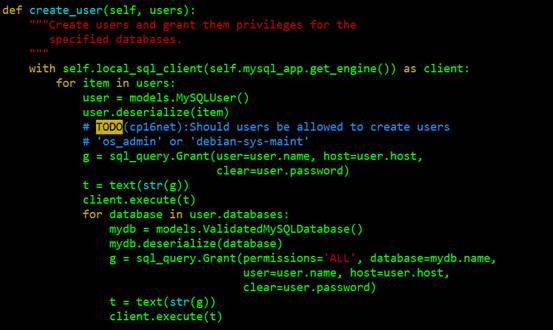 def create_user(self, users):
    """Create users and grant them privileges for the
       specified databases.
    """
    with self.local_sql_client(self.mysql_app.get_engine()) as client:
        for item in users:
            user = models.MySQLUser()
            user.deserialize(item)
            # TODO(cp16net):Should users be allowed to create users
            # 'os_admin' or 'debian-sys-maint'
            g = sql_query.Grant(user=user.name, host=user.host,
                                clear=user.password)
            t = text(str(g))
            client.execute(t)
            for database in user.databases:
                mydb = models.ValidatedMySQLDatabase()
                mydb.deserialize(database)
                g = sql_query.Grant(permissions='ALL', database=mydb.name,
                                    user=user.name, host=user.host,
                                    clear=user.password)
                t = text(str(g))
                client.execute(t)